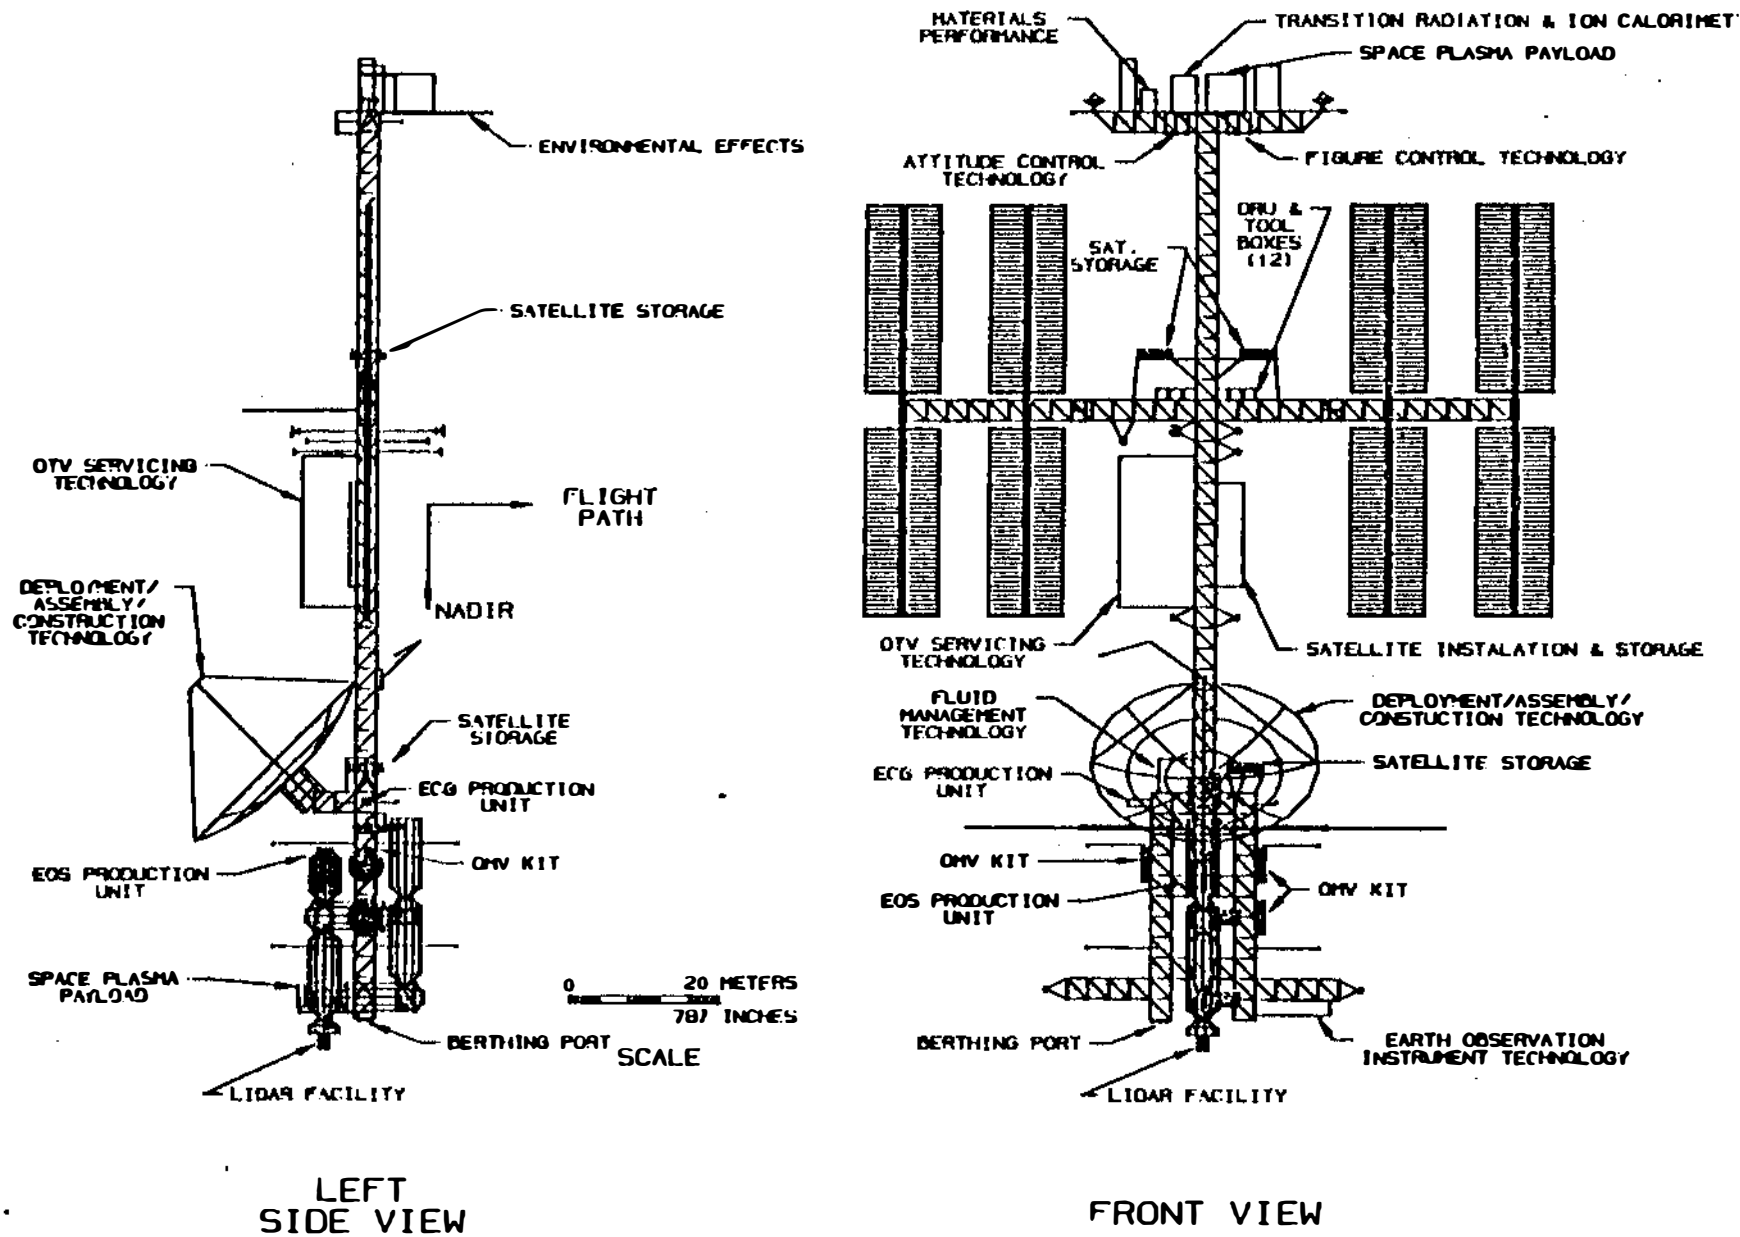 ENVIRONMENTAL EFFECTS
SATELLITE STORAGE
OTV SERVICING
TECHNOLOGY
FLIGHT
PATH
NADIR
DEPLOYMENT/
ASSEMBLY/
CONSTRUCTION
TECHNOLOGY
SATELLITE
STORAGE
ECG PRODUCTION
UNIT
OMV KIT
EOS PRODUCTION
UNIT
SPACE PLASMA
PAYLOAD
0 20 METERS
787 INCHES
SCALE
BERTHING PORT
LIDAR FACILITY
LEFT
SIDE VIEW
MATERIALS
PERFORMANCE
TRANSITION RADIATION & ION CALORIMET
SPACE PLASMA PAYLOAD
ATTITUDE CONTROL
TECHNOLOGY
FIGURE CONTROL TECHNOLOGY
SAT.
STORAGE
ORU &
TOOL
BOXES
(12)
OTV SERVICING
TECHNOLOGY
SATELLITE INSTALATION & STORAGE
FLUID
MANAGEMENT
TECHNOLOGY
DEPLOYMENT/ASSEMBLY/
CONSTUCTION TECHNOLOGY
ECG PRODUCTION
UNIT
SATELLITE STORAGE
OMV KIT
OMV KIT
EOS PRODUCTION
UNIT
BERTHING PORT
EARTH OBSERVATION
INSTRUMENT TECHNOLOGY
LIDAR FACILITY
FRONT VIEW